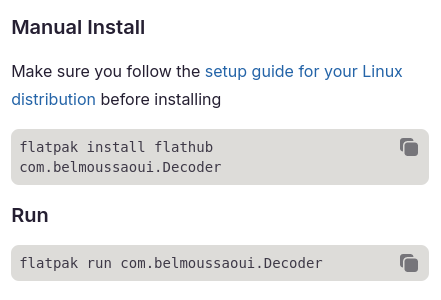 Manual Install
Make sure you follow the setup guide for your Linux
distribution before installing
flatpak install flathub
com.belmoussaoui.Decoder
Run
flatpak run com.belmoussaoui.Decoder